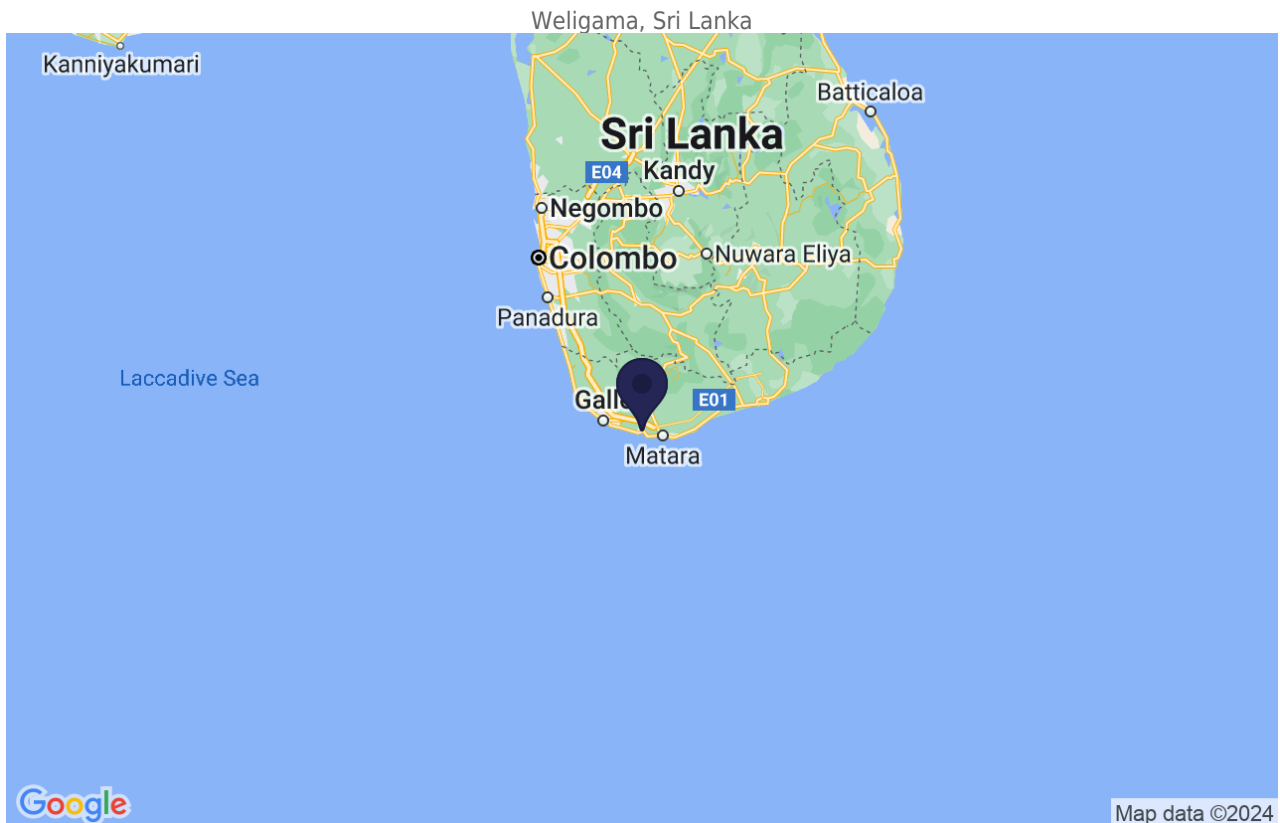 Weligama, Sri Lanka
Kanniyakumari
Batticaloa
Sri Lanka
E04
Kandy
Negombo
Colombo
Nuwara Eliya
Panadura
Laccadive Sea
E01
Matara
Google
Map data ©2024